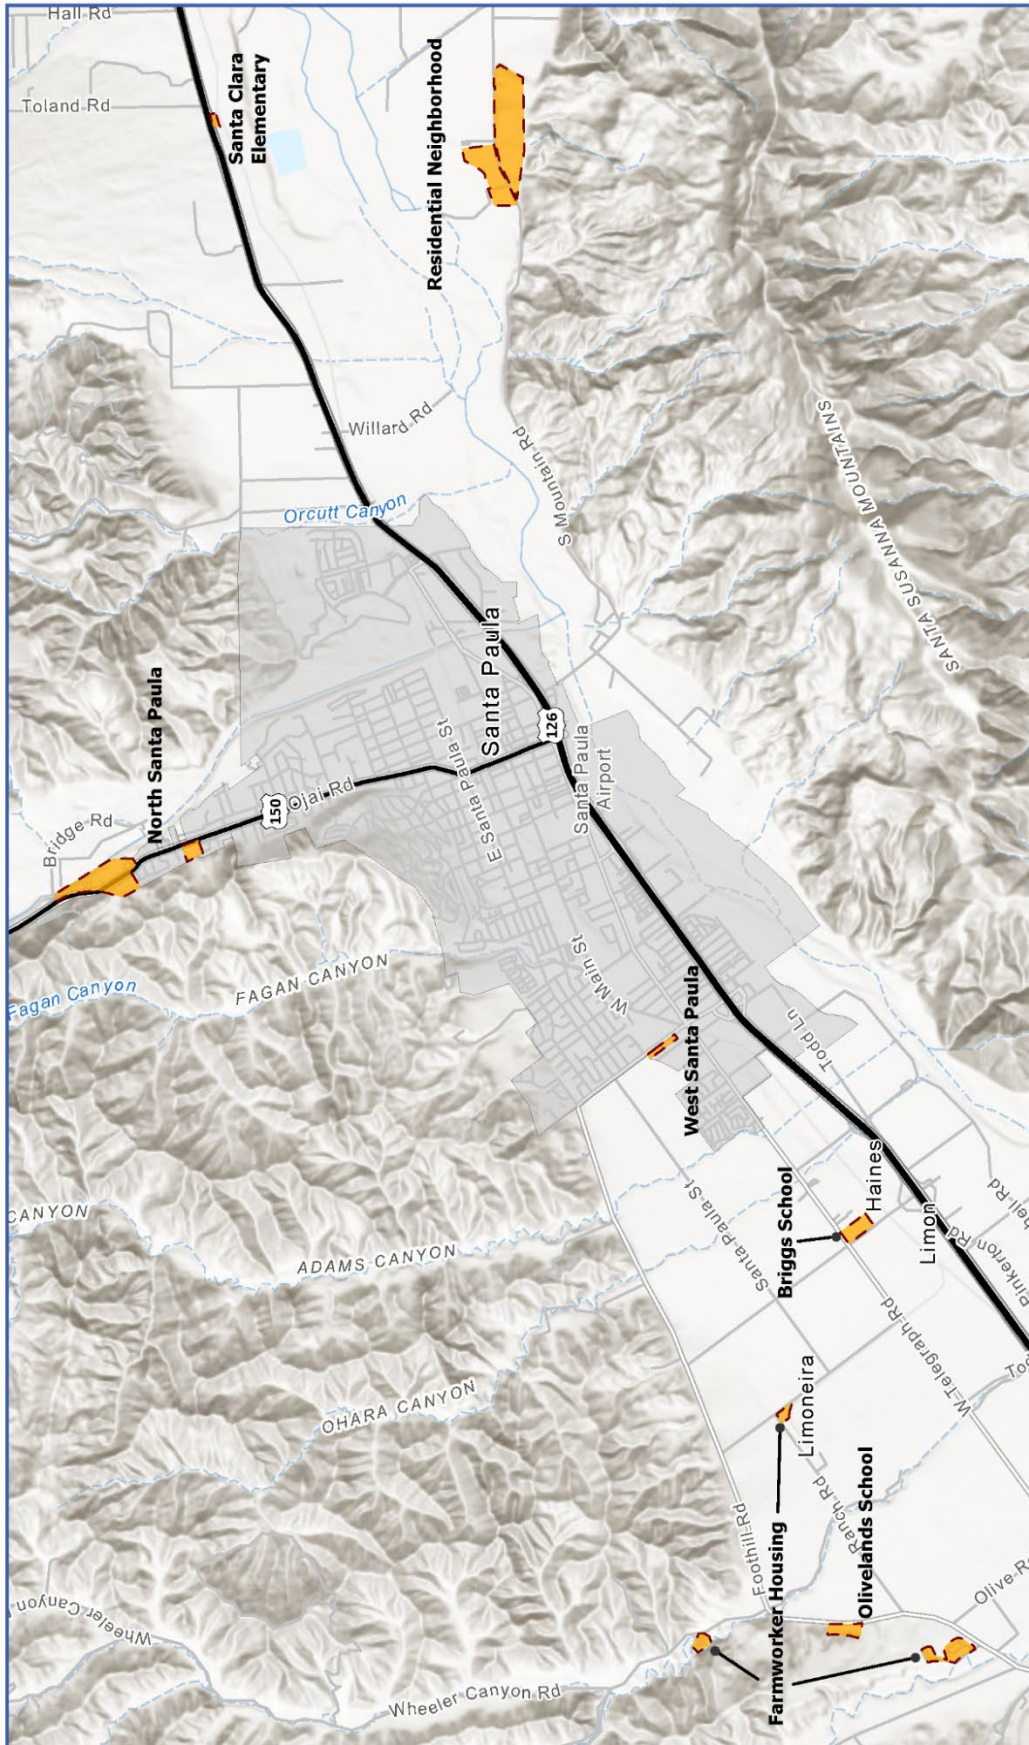 Hall Rd
Toland Rd
Santa Clara
Elementary
Residential Neighborhood
Willard Rd
Orcutt Canyon
S Mountain Rd
SANTA SUSANNA MOUNTAINS
North Santa Paula
Bridge Rd
150
Ojai Rd
E Santa Paula St
Santa Paula
126
Santa Paula
Airport
Fagan Canyon
FAGAN CANYON
W Main St
West Santa Paula
Todd Ln
CANYON
ADAMS CANYON
Santa Paula St
Briggs School
Haines
Limon
Pinkerton Rd
hell Rd
OHARA CANYON
W Telegraph Rd
Too
Limoneira
Foothill Rd
Ranch Rd
Farmworker Housing
Olivelands School
Olive R
Wheeler Canyon
Wheeler Canyon Rd